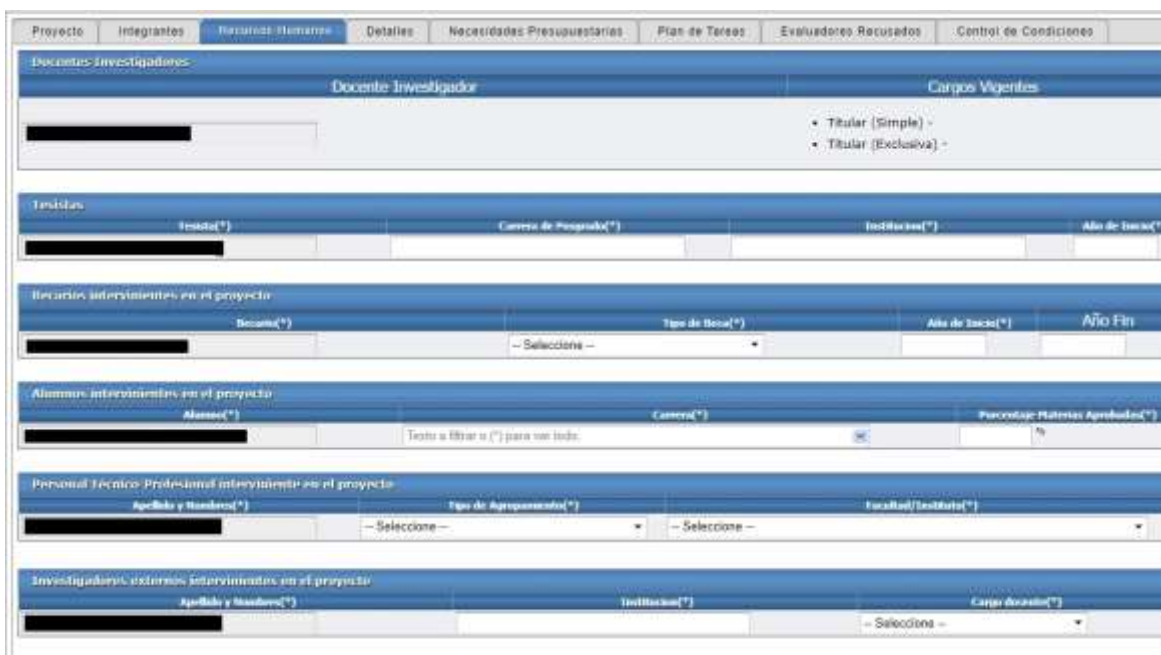 Proyecto Integrantes Recursos Humanos Detalles Necesidades Presupuestarias Plan de Tareas Evaluadores Recusados Control de Condiciones
Docentes Investigadores
Docente Investigador Cargos Vigentes
• Titular (Simple) -
• Titular (Exclusiva) -
Tesistas
Tesista(*) Carrera de Posgrado(*) Institucion(*) Año de Inicio(*
Becarios intervinientes en el proyecto
Becario(*) Tipo de Beca(*) Año de Inicio(*) Año Fin
-- Seleccione --
Alumnos intervinientes en el proyecto
Alumno(*) Carrera(*) Porcentaje Materias Aprobadas(*)
Texto a filtrar o (*) para ver todo. %
Personal Técnico-Profesional interviniente en el proyecto
Apellido y Nombres(*) Tipo de Agrupamiento(*) Facultad/Instituto(*)
-- Seleccione -- -- Seleccione --
Investigadores externos intervinientes en el proyecto
Apellido y Nombres(*) Institucion(*) Cargo docente(*)
-- Seleccione --